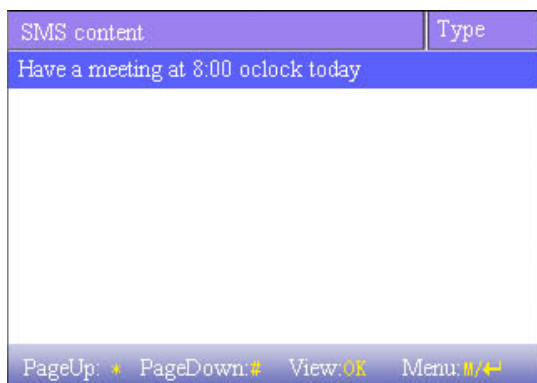 SMS content Type
Have a meeting at 8:00 oclock today
PageUp: * PageDown:# View:OK Menu:M/↵